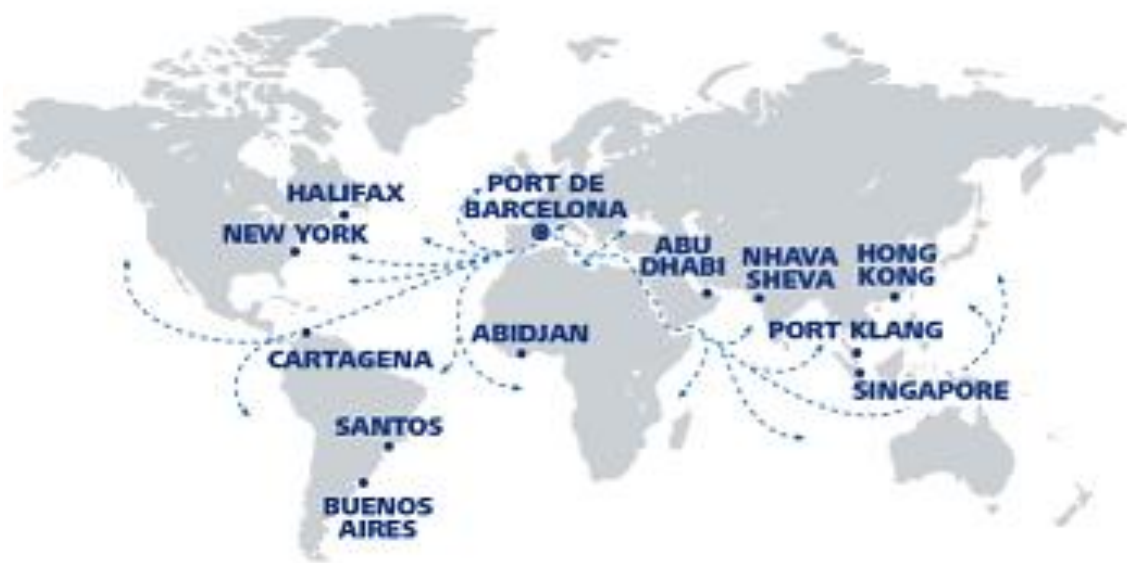 HALIFAX
NEW YORK
PORT DE
BARCELONA
ABU
DHABI
NHAVA
SHEVA
HONG
KONG
CARTAGENA
ABIDJAN
PORT KLANG
SINGAPORE
SANTOS
BUENOS
AIRES